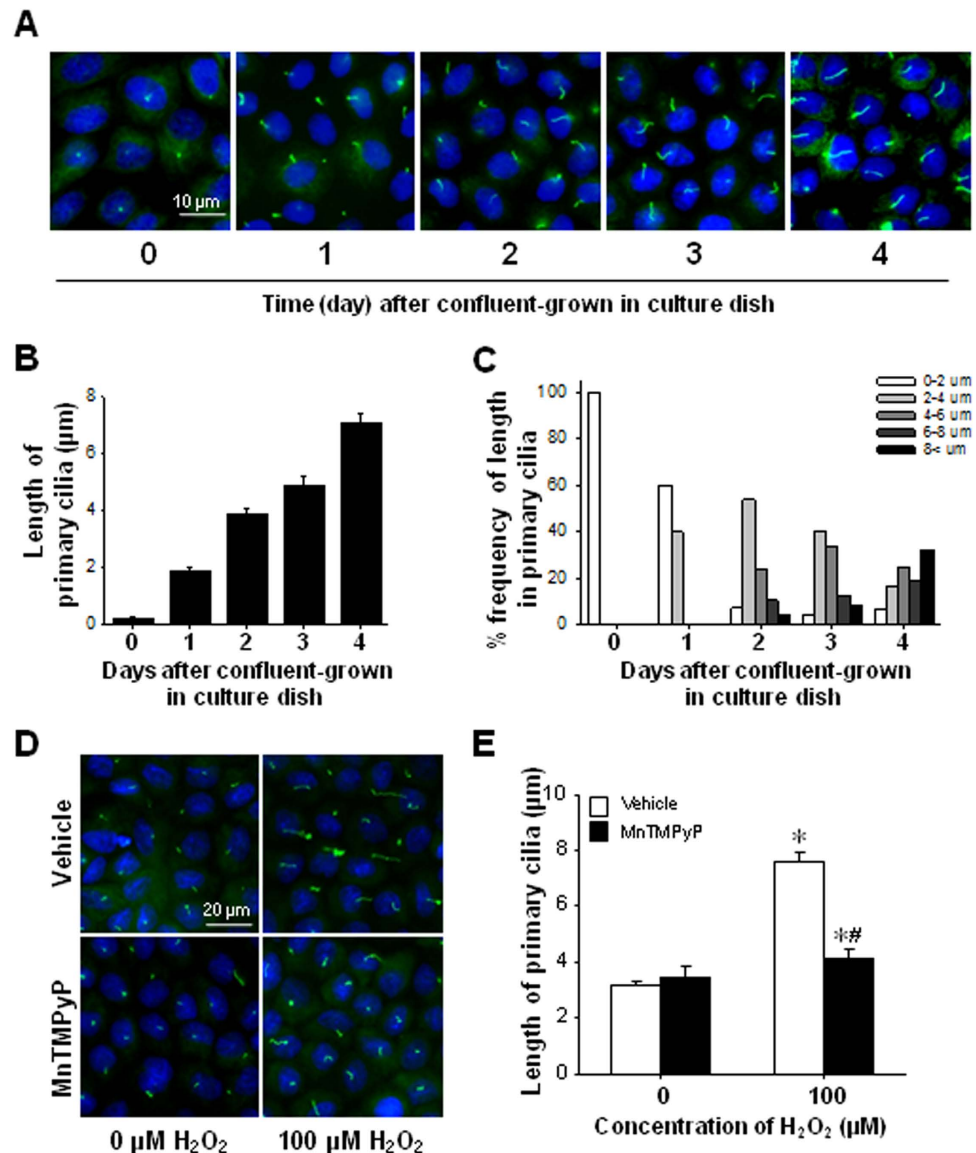 A
10 µm
0 1 2 3 4
Time (day) after confluent-grown in culture dish
B
Length of
primary cilia (µm)
8
6
4
2
0
0 1 2 3 4
Days after confluent-grown
in culture dish
C
% frequency of length
in primary cilia
100
80
60
40
20
0
0-2 um
2-4 um
4-6 um
6-8 um
8< um
0 1 2 3 4
Days after confluent-grown
in culture dish
D
Vehicle
20 µm
MnTMPyP
0 µM H₂O₂ 100 µM H₂O₂
E
Length of primary cilia (µm)
10
8
6
4
2
0
Vehicle
MnTMPyP
*
*#
0 100
Concentration of H₂O₂ (µM)